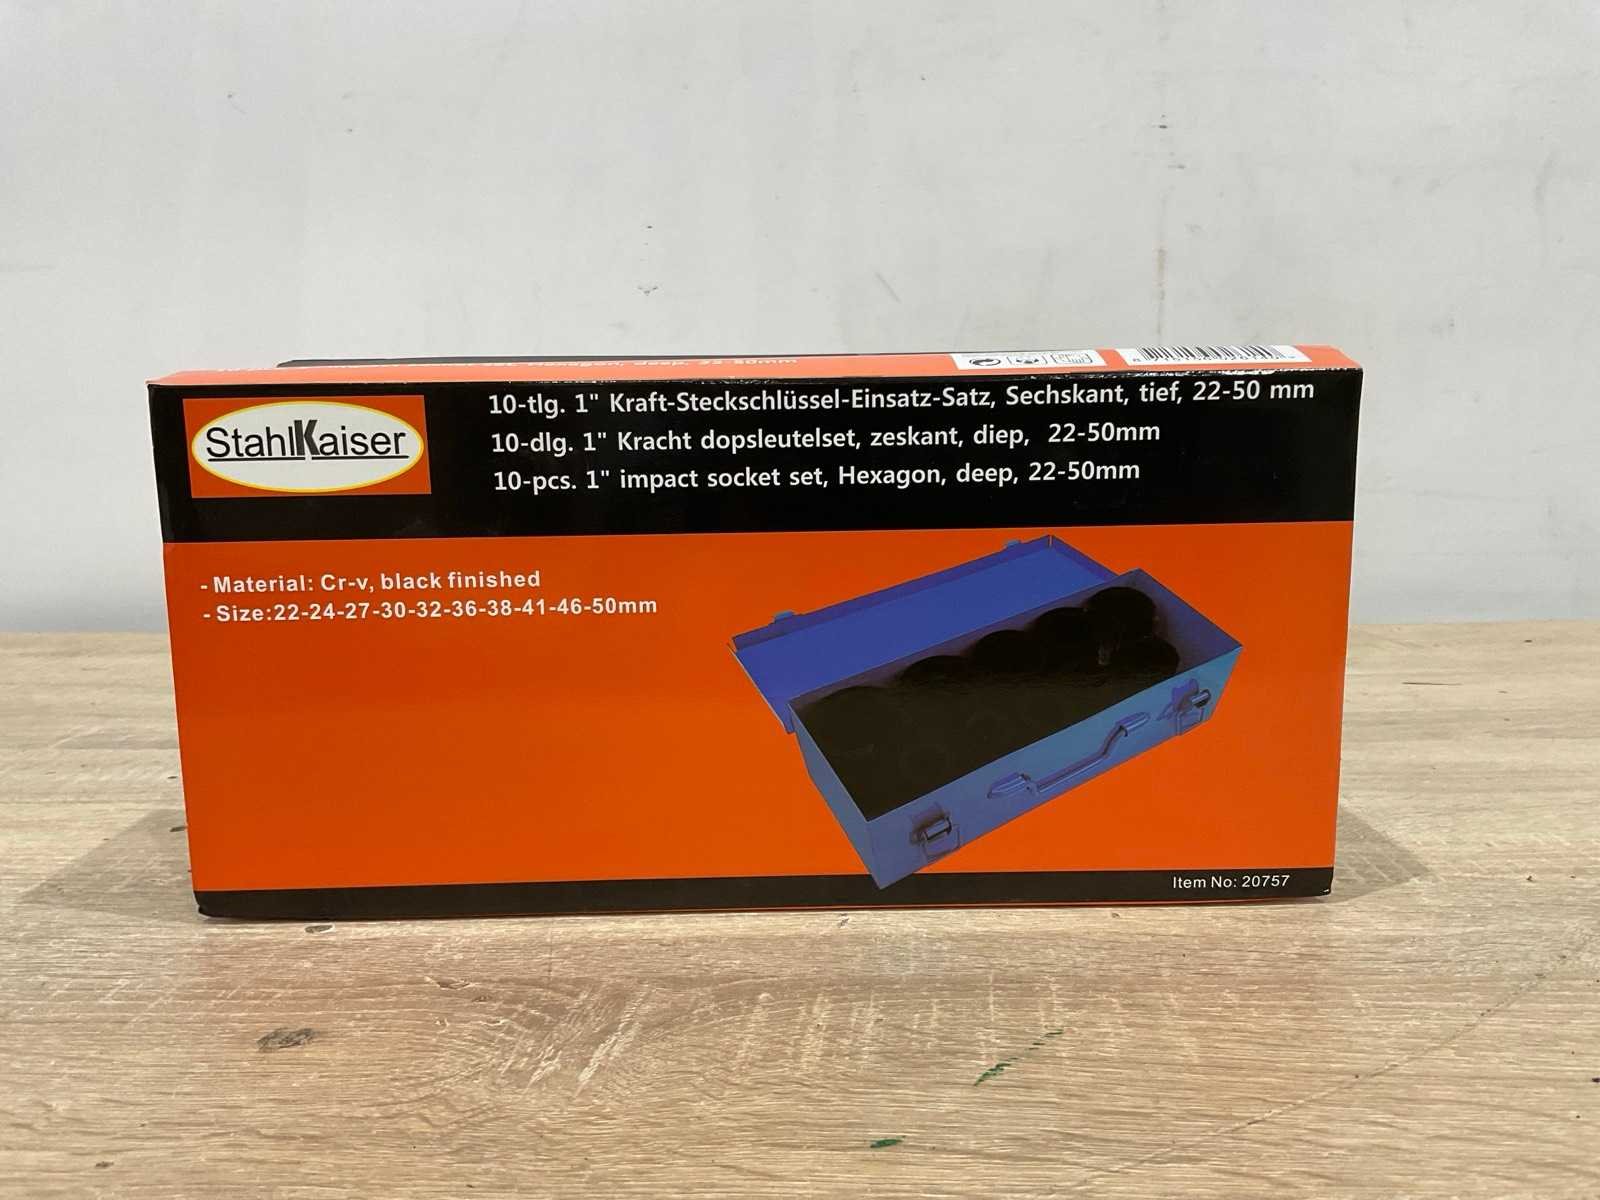 StahlKaiser
10-tlg. 1" Kraft-Steckschlüssel-Einsatz-Satz, Sechskant, tief, 22-50 mm
10-dlg. 1" Kracht dopsleutelset, zeskant, diep, 22-50mm
10-pcs. 1" impact socket set, Hexagon, deep, 22-50mm
- Material: Cr-v, black finished
- Size:22-24-27-30-32-36-38-41-46-50mm
Item No: 20757